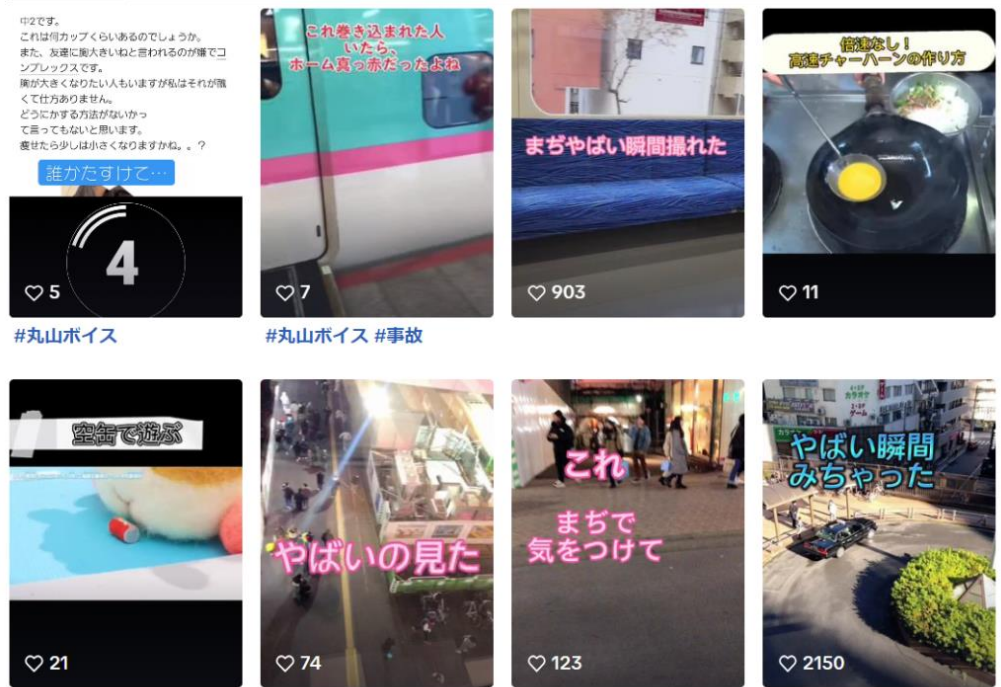 中2です。
これは何カップくらいあるのでしょうか。
また、友達に胸大きいねと言われるのが嫌でコ
ンプレックスです。
胸が大きくなりたい人もいますが私はそれが醜
くて仕方ありません。
どうにかする方法がないかっ
て言ってもないと思います。
痩せたら少しは小さくなりますかね。。?
誰かたすけて…
4
5
#丸山ボイス
これ巻き込まれた人
いたら、
ホーム真っ赤だったよね
7
#丸山ボイス #事故
まぢやばい瞬間撮れた
903
倍速なし!
高速チャーハンの作り方
11
空缶で遊ぶ
21
やばいの見た
74
これ
まぢで
気をつけて
123
カラオケ
ゲーム
やばい瞬間
みちゃった
2150